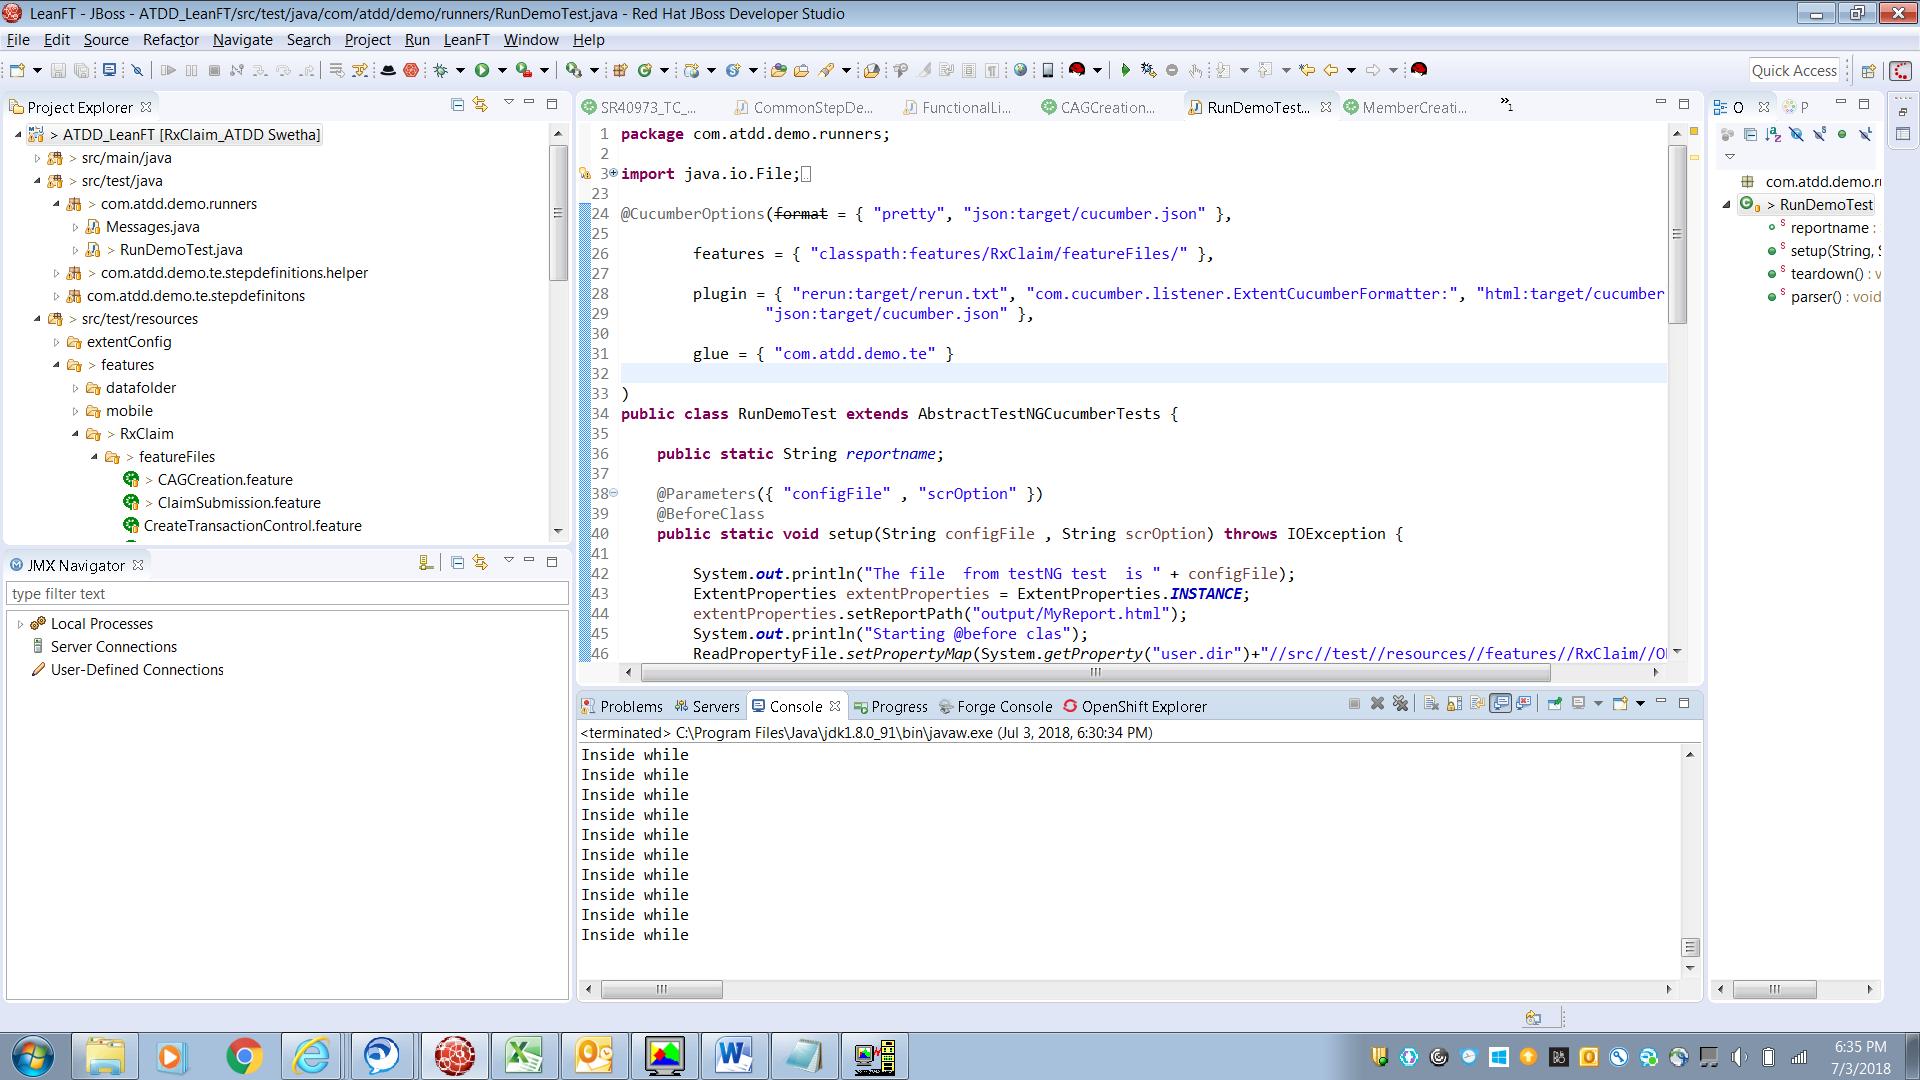 LeanFT - JBoss - ATDD_LeanFT/src/test/java/com/atdd/demo/runners/RunDemoTest.java - Red Hat JBoss Developer Studio
File Edit Source Refactor Navigate Search Project Run LeanFT Window Help
Quick Access
Project Explorer
> ATDD_LeanFT [RxClaim_ATDD Swetha]
> src/main/java
> src/test/java
> com.atdd.demo.runners
Messages.java
> RunDemoTest.java
> com.atdd.demo.te.stepdefinitions.helper
com.atdd.demo.te.stepdefinitons
> src/test/resources
extentConfig
> features
datafolder
mobile
> RxClaim
> featureFiles
> CAGCreation.feature
> ClaimSubmission.feature
CreateTransactionControl.feature
JMX Navigator
type filter text
Local Processes
Server Connections
User-Defined Connections
SR40973_TC_... CommonStepDe... FunctionalLi... CAGCreation... RunDemoTest... MemberCreati... »1
1 package com.atdd.demo.runners;
2
3 import java.io.File;
23
24 @CucumberOptions(format = { "pretty", "json:target/cucumber.json" },
25
26 features = { "classpath:features/RxClaim/featureFiles/" },
27
28 plugin = { "rerun:target/rerun.txt", "com.cucumber.listener.ExtentCucumberFormatter:", "html:target/cucumber
29 "json:target/cucumber.json" },
30
31 glue = { "com.atdd.demo.te" }
32
33 )
34 public class RunDemoTest extends AbstractTestNGCucumberTests {
35
36 public static String reportname;
37
38 @Parameters({ "configFile" , "scrOption" })
39 @BeforeClass
40 public static void setup(String configFile , String scrOption) throws IOException {
41
42 System.out.println("The file  from testNG test  is " + configFile);
43 ExtentProperties extentProperties = ExtentProperties.INSTANCE;
44 extentProperties.setReportPath("output/MyReport.html");
45 System.out.println("Starting @before clas");
46 ReadPropertyFile.setPropertyMap(System.getProperty("user.dir")+"//src//test//resources//features//RxClaim//O
O P
com.atdd.demo.r
> RunDemoTest
reportname :
setup(String, S
teardown() : v
parser() : void
Problems Servers Console Progress Forge Console OpenShift Explorer
<terminated> C:\Program Files\Java\jdk1.8.0_91\bin\javaw.exe (Jul 3, 2018, 6:30:34 PM)
Inside while
Inside while
Inside while
Inside while
Inside while
Inside while
Inside while
Inside while
Inside while
Inside while
6:35 PM
7/3/2018